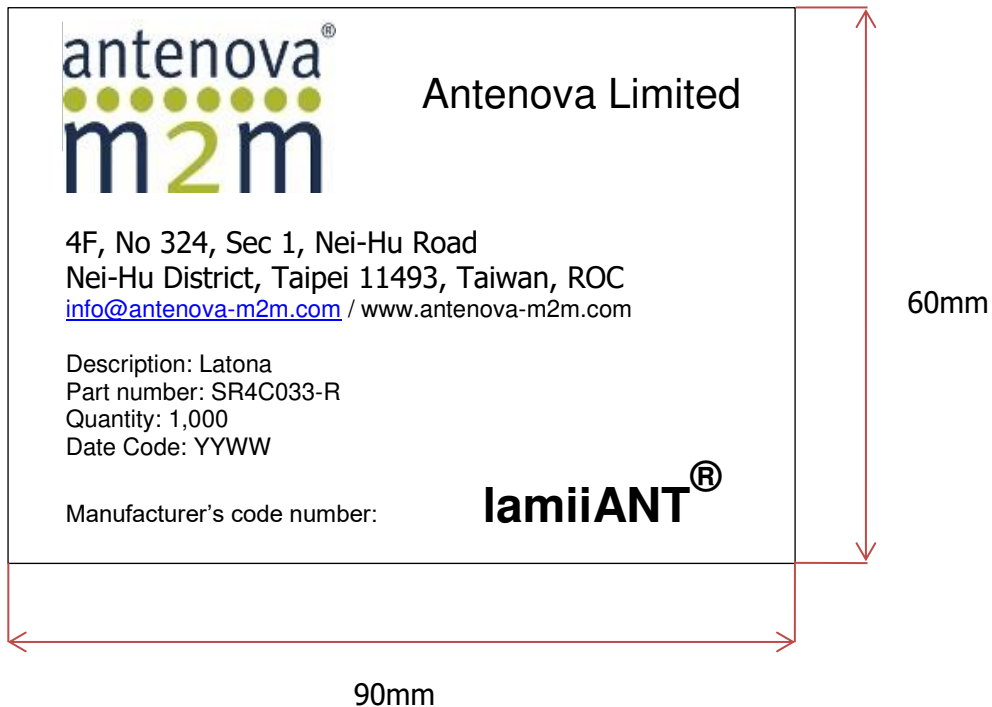 antenova®
m2m
Antenova Limited
4F, No 324, Sec 1, Nei-Hu Road
Nei-Hu District, Taipei 11493, Taiwan, ROC
info@antenova-m2m.com / www.antenova-m2m.com
Description: Latona
Part number: SR4C033-R
Quantity: 1,000
Date Code: YYWW
Manufacturer’s code number:
lamiiANT®
60mm
90mm